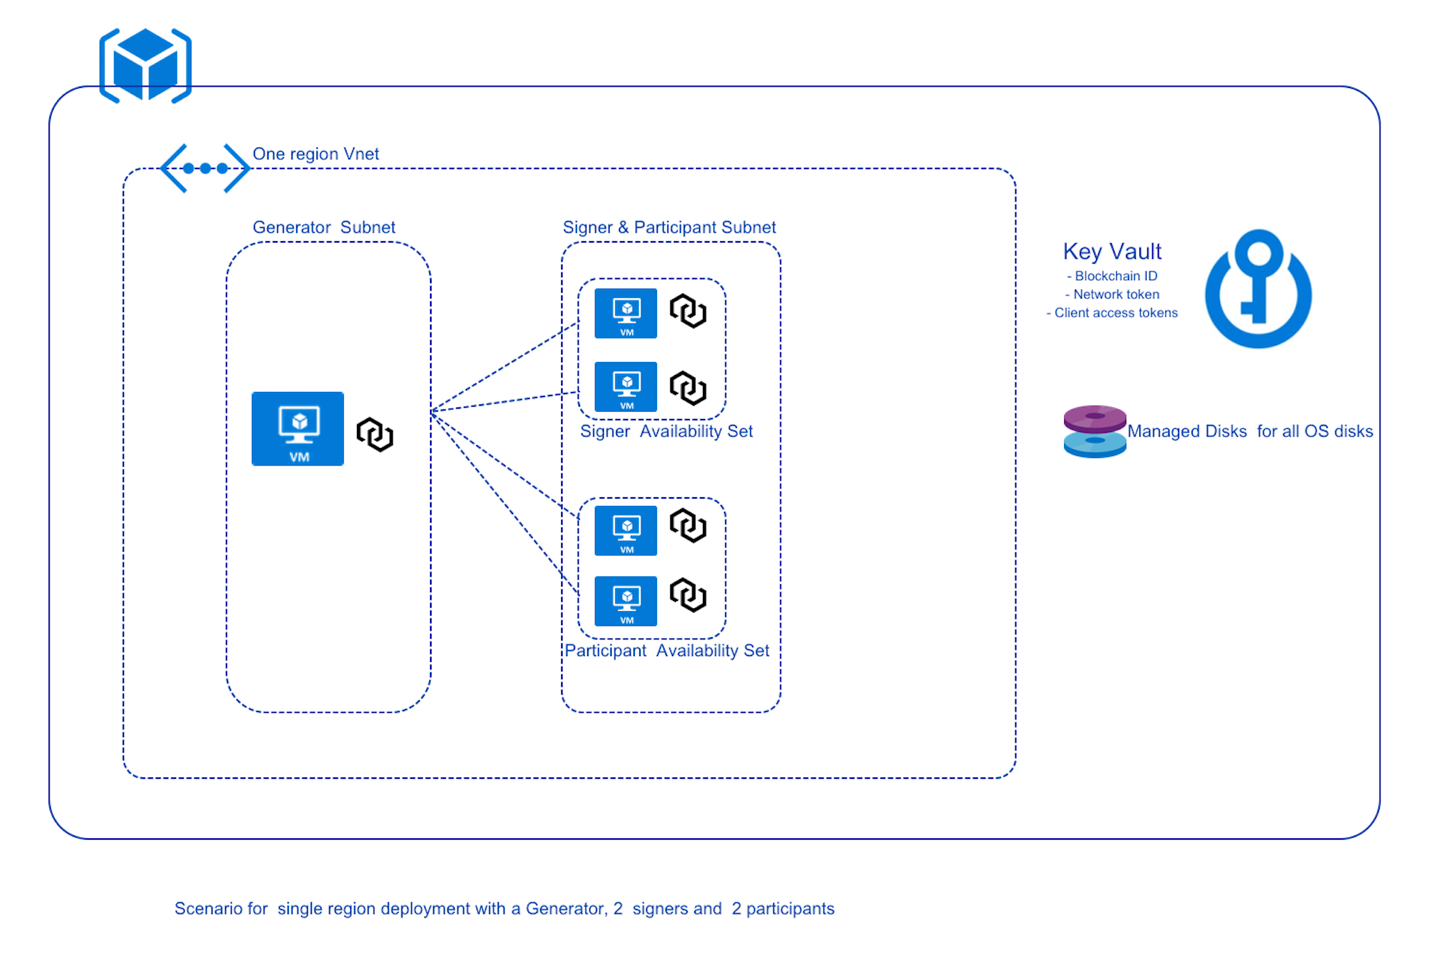 One region Vnet
Generator Subnet
Signer & Participant Subnet
VM
VM
Signer Availability Set
VM
VM
VM
Participant Availability Set
Key Vault
- Blockchain ID
- Network token
- Client access tokens
Managed Disks for all OS disks
Scenario for single region deployment with a Generator, 2 signers and 2 participants